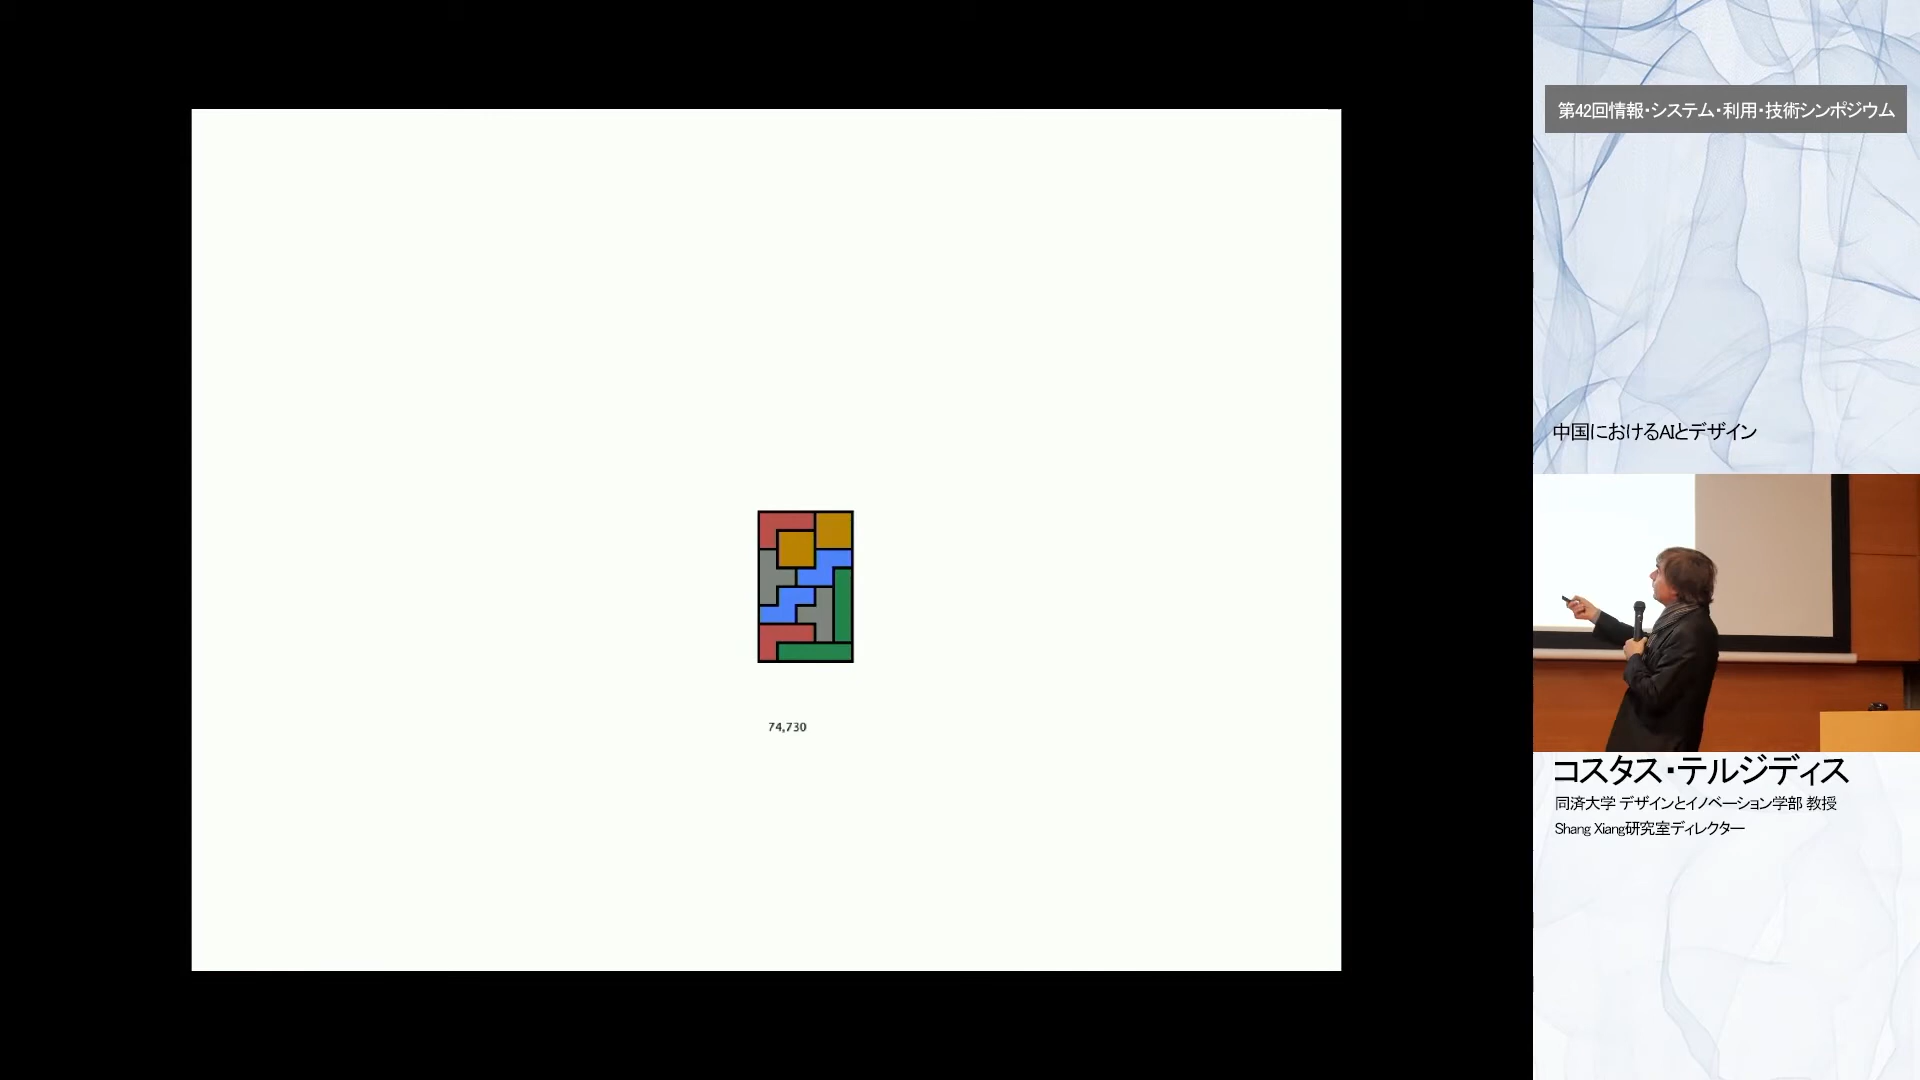 第42回情報・システム・利用・技術シンポジウム
中国におけるAIとデザイン
74,730
コスタス・テルジディス
同済大学 デザインとイノベーション学部 教授
Shang Xiang研究室ディレクター